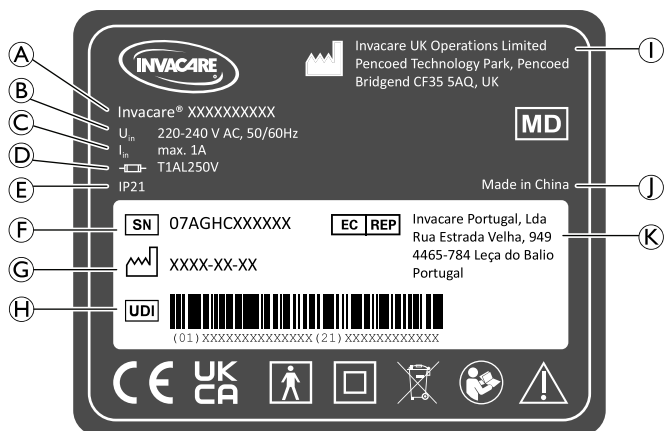 INVACARE
Invacare UK Operations Limited
Pencoed Technology Park, Pencoed
Bridgend CF35 5AQ, UK
A
I
Invacare® XXXXXXXXXX
B
Uin 220-240 V AC, 50/60Hz
C
Iin max. 1A
MD
D
T1AL250V
E
IP21
Made in China
J
F
SN 07AGHCXXXXXX
EC REP
Invacare Portugal, Lda
Rua Estrada Velha, 949
4465-784 Leça do Balio
Portugal
K
G
XXXX-XX-XX
H
UDI
(01)XXXXXXXXXXXXXX(21)XXXXXXXXXXXX
CE
UK
CA